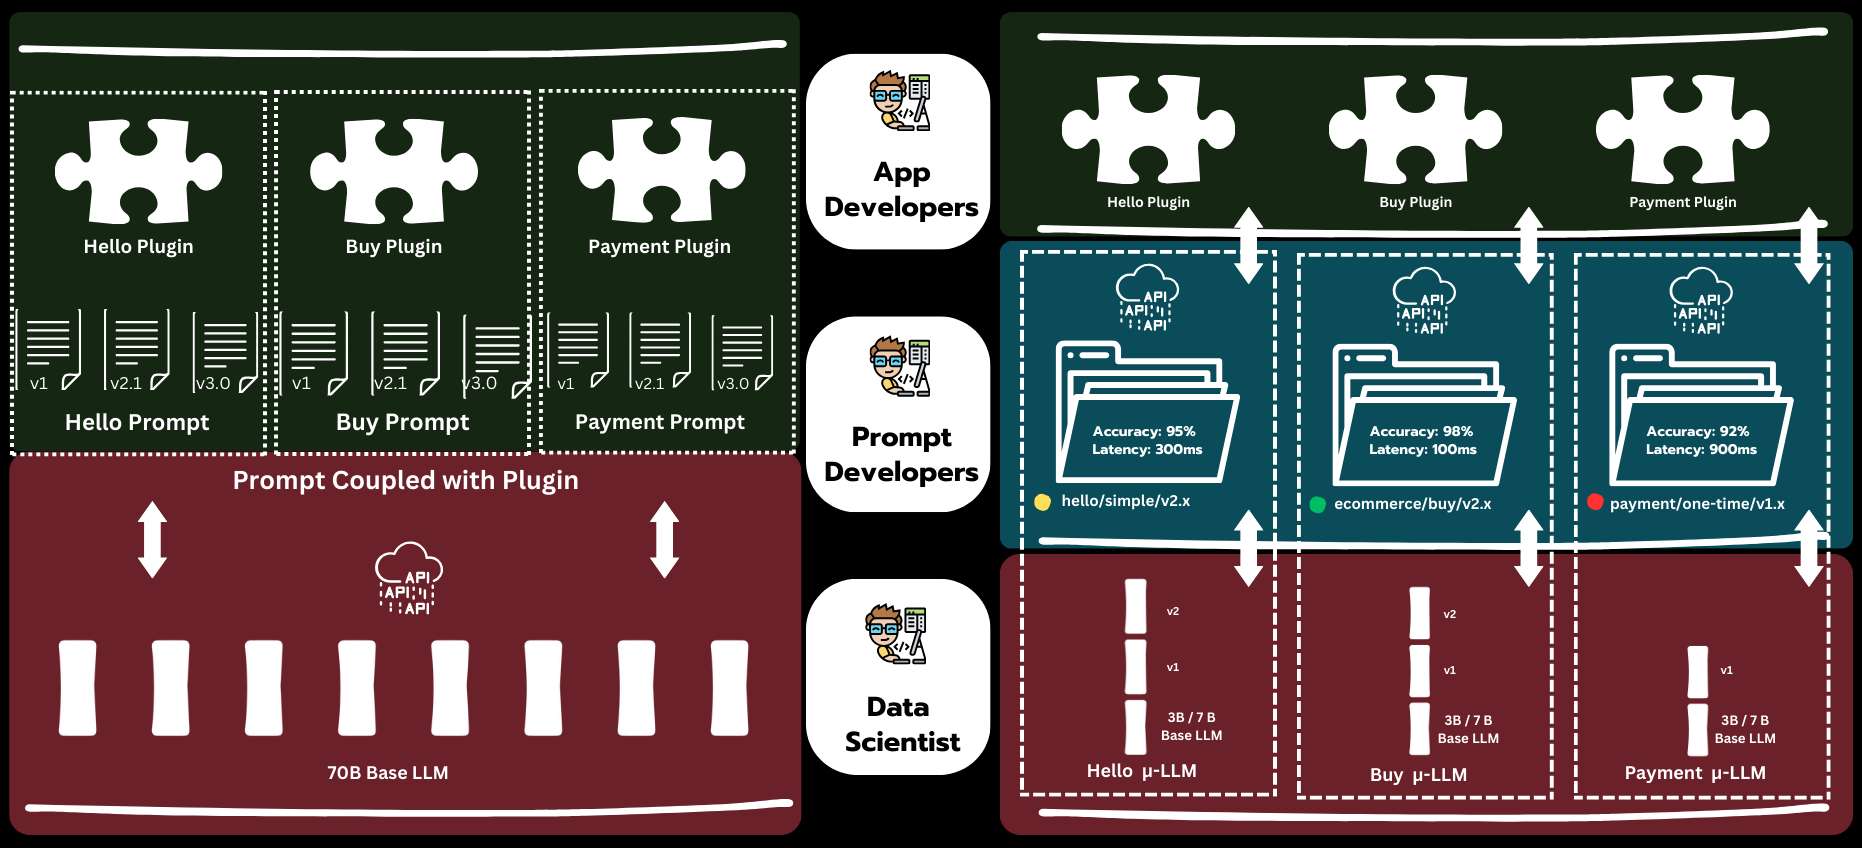 Hello Plugin
Buy Plugin
Payment Plugin
v1
v2.1
v3.0
v1
v2.1
v3.0
v1
v2.1
v3.0
Hello Prompt
Buy Prompt
Payment Prompt
Prompt Coupled with Plugin
API
API
API
70B Base LLM
App
Developers
Prompt
Developers
Data
Scientist
Hello Plugin
Buy Plugin
Payment Plugin
API
API
API
API
API
API
Accuracy: 95%
Latency: 300ms
Accuracy: 98%
Latency: 100ms
Accuracy: 92%
Latency: 900ms
hello/simple/v2.x
ecommerce/buy/v2.x
payment/one-time/v1.x
v2
v1
3B / 7 B
Base LLM
Hello μ-LLM
v2
v1
3B / 7 B
Base LLM
Buy μ-LLM
v1
3B / 7 B
Base LLM
Payment μ-LLM